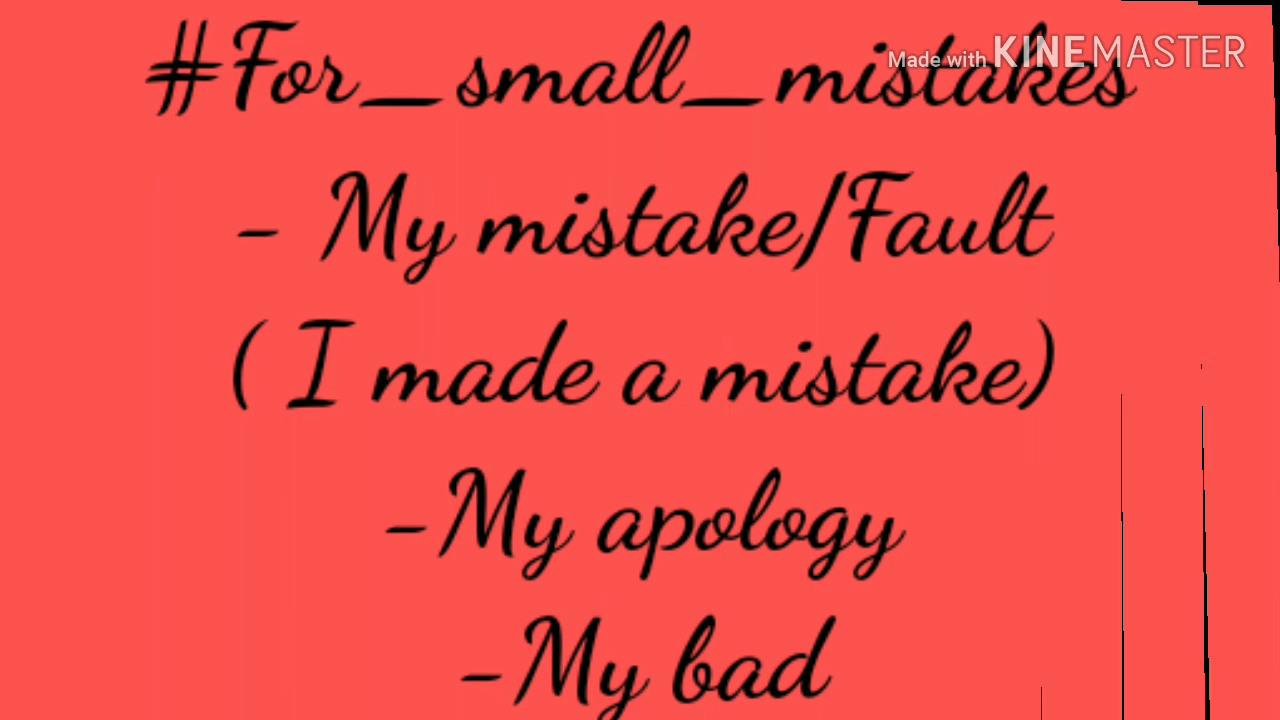 #For_small_mistakes
Made with KINEMASTER
- My mistake/Fault
( I made a mistake)
-My apology
-My bad